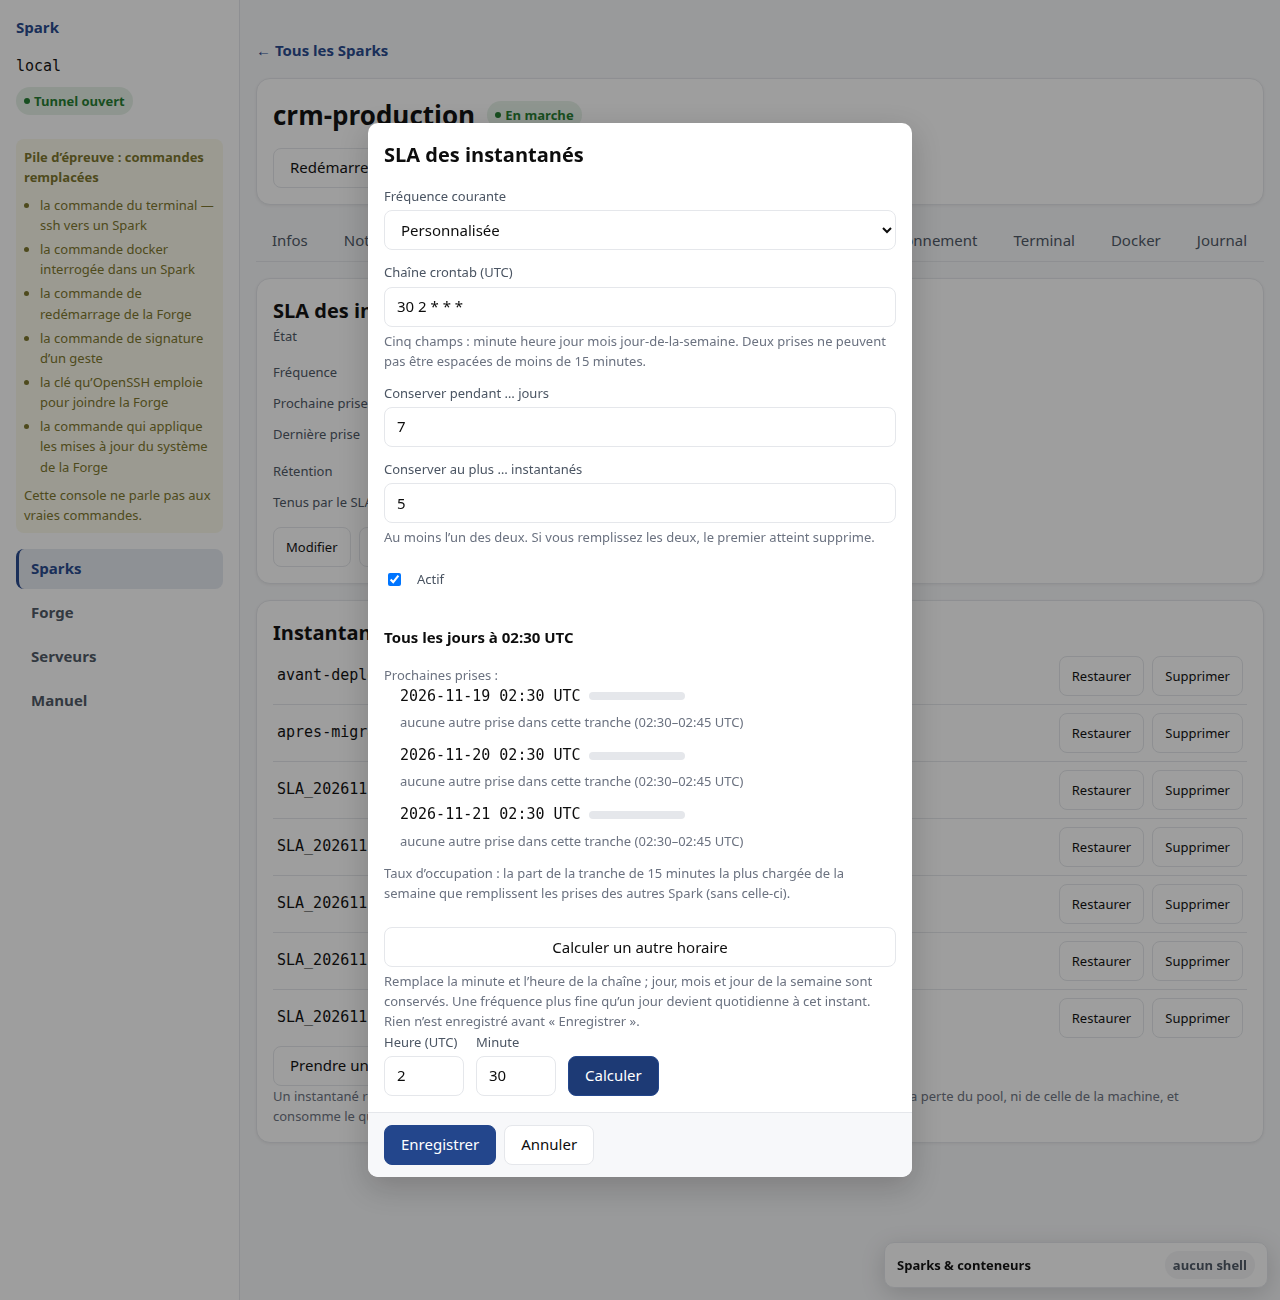 Spark
local
Tunnel ouvert
Pile d’épreuve : commandes
remplacées
la commande du terminal —
ssh vers un Spark
la commande docker
interrogée dans un Spark
la commande de
redémarrage de la Forge
la commande de signature
d’un geste
la clé qu’OpenSSH emploie
pour joindre la Forge
la commande qui applique
les mises à jour du système
de la Forge
Cette console ne parle pas aux
vraies commandes.
Sparks
Forge
Serveurs
Manuel
← Tous les Sparks
crm-production
En marche
Redémarre
Infos
Not
onnement
Terminal
Docker
Journal
SLA des in
État
Fréquence
Prochaine prise
Dernière prise
Rétention
Tenus par le SLA
Modifier
Instantan
avant-depl
Restaurer Supprimer
apres-migr
Restaurer Supprimer
SLA_202611
Restaurer Supprimer
SLA_202611
Restaurer Supprimer
SLA_202611
Restaurer Supprimer
SLA_202611
Restaurer Supprimer
SLA_202611
Restaurer Supprimer
Prendre un
Un instantané
a perte du pool, ni de celle de la machine, et
consomme le
SLA des instantanés
Fréquence courante
Personnalisée
Chaîne crontab (UTC)
30 2 * * *
Cinq champs : minute heure jour mois jour-de-la-semaine. Deux prises ne peuvent
pas être espacées de moins de 15 minutes.
Conserver pendant … jours
7
Conserver au plus … instantanés
5
Au moins l’un des deux. Si vous remplissez les deux, le premier atteint supprime.
Actif
Tous les jours à 02:30 UTC
Prochaines prises :
2026-11-19 02:30 UTC
aucune autre prise dans cette tranche (02:30–02:45 UTC)
2026-11-20 02:30 UTC
aucune autre prise dans cette tranche (02:30–02:45 UTC)
2026-11-21 02:30 UTC
aucune autre prise dans cette tranche (02:30–02:45 UTC)
Taux d’occupation : la part de la tranche de 15 minutes la plus chargée de la
semaine que remplissent les prises des autres Spark (sans celle-ci).
Calculer un autre horaire
Remplace la minute et l’heure de la chaîne ; jour, mois et jour de la semaine sont
conservés. Une fréquence plus fine qu’un jour devient quotidienne à cet instant.
Rien n’est enregistré avant « Enregistrer ».
Heure (UTC) Minute
2 30 Calculer
Enregistrer Annuler
Sparks & conteneurs
aucun shell